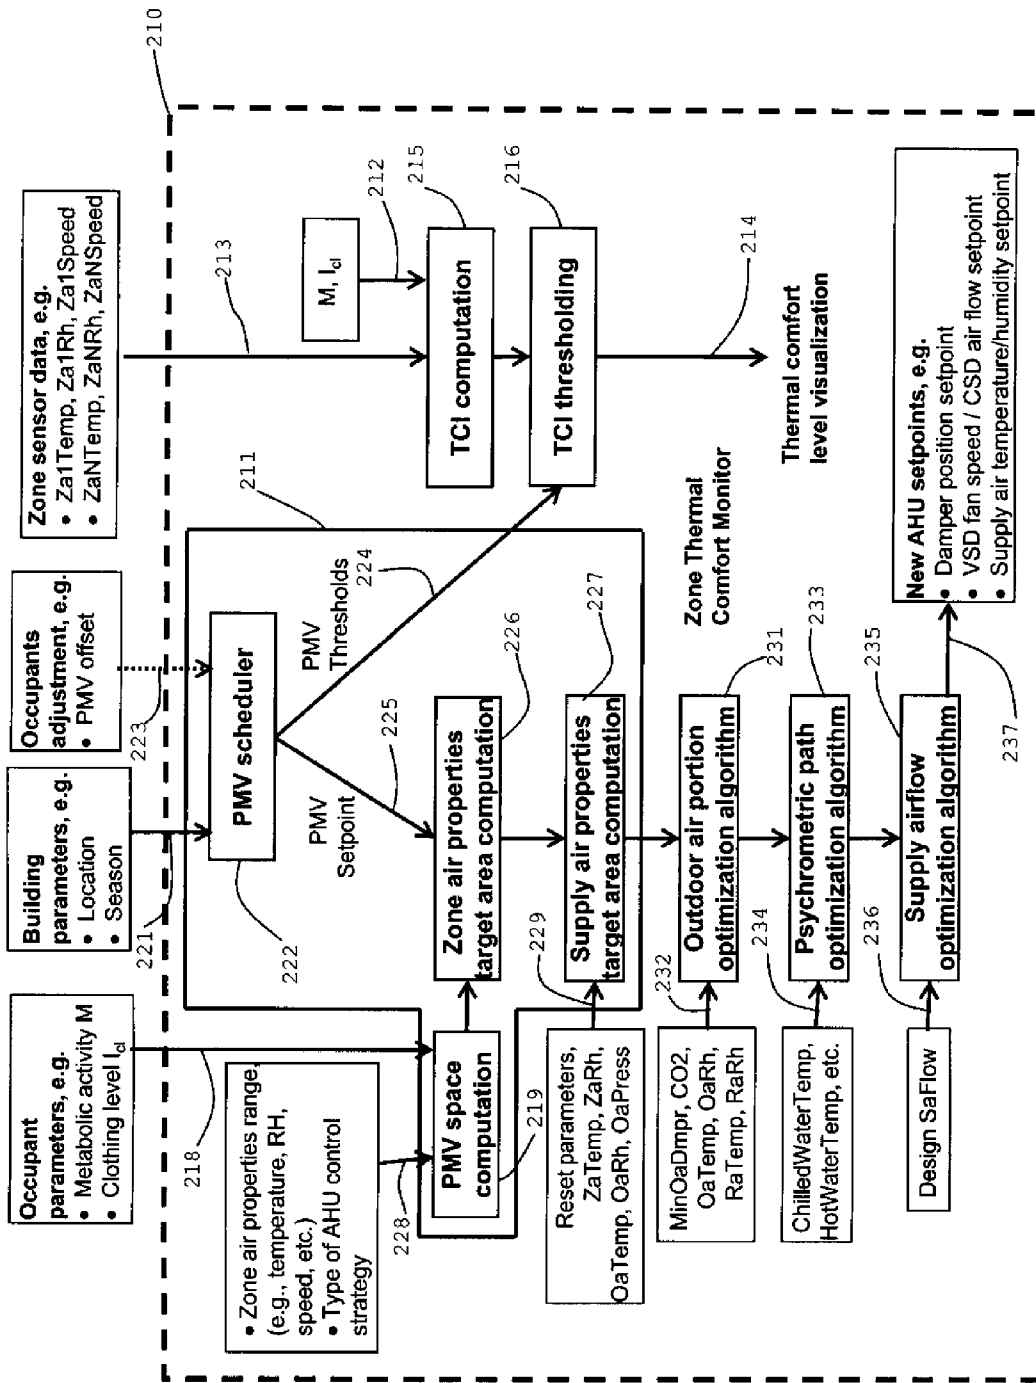 Occupant
parameters, e.g.
• Metabolic activity M
• Clothing level Icl
Building
parameters, e.g.
• Location
• Season
Occupants
adjustment, e.g.
• PMV offset
Zone sensor data, e.g.
• Za1Temp, Za1Rh, Za1Speed
• ZaNTemp, ZaNRh, ZaNSpeed
210
218
221
223
213
• Zone air properties range,
(e.g., temperature, RH,
speed, etc.)
• Type of AHU control
strategy
228
222
PMV scheduler
211
M, Icl
212
PMV
Setpoint
225
PMV
Thresholds
224
TCI computation
215
PMV space
computation
219
Zone air properties
target area computation
226
TCI thresholding
216
Reset parameters,
ZaTemp, ZaRh,
OaTemp, OaRh, OaPress
229
Supply air properties
target area computation
227
214
MinOaDmpr, CO2,
OaTemp, OaRh,
RaTemp, RaRh
232
Outdoor air portion
optimization algorithm
231
Zone Thermal
Comfort Monitor
Thermal comfort
level visualization
ChilledWaterTemp,
HotWaterTemp, etc.
234
Psychrometric path
optimization algorithm
233
Design SaFlow
236
Supply airflow
optimization algorithm
235
237
New AHU setpoints, e.g.
• Damper position setpoint
• VSD fan speed / CSD air flow setpoint
• Supply air temperature/humidity setpoint